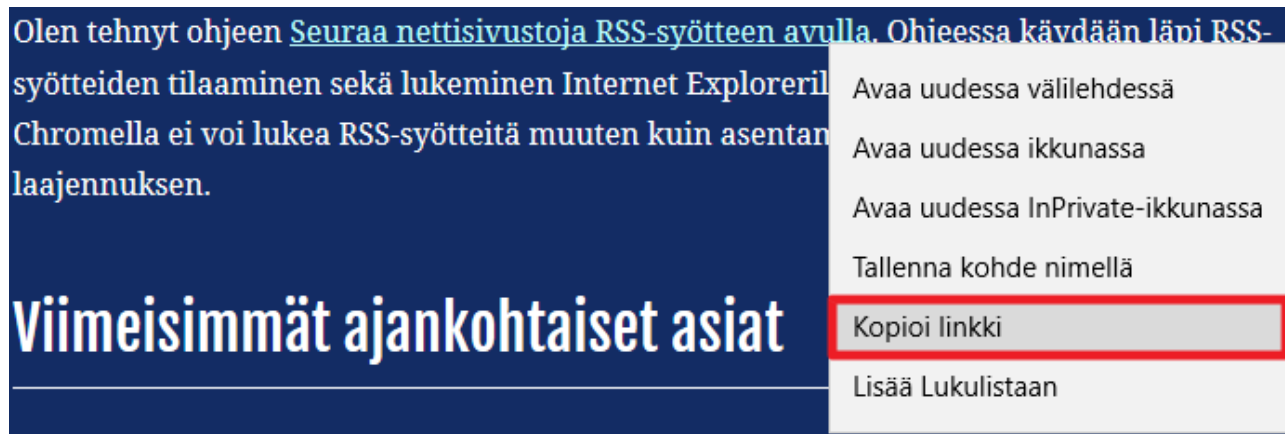 Olen tehnyt ohjeen Seuraa nettisivustoja RSS-syötteen avulla. Ohjeessa käydään läpi RSS-
syötteiden tilaaminen sekä lukeminen Internet Exploreril
Chromella ei voi lukea RSS-syötteitä muuten kuin asentam
laajennuksen.
Viimeisimmät ajankohtaiset asiat
Avaa uudessa välilehdessä
Avaa uudessa ikkunassa
Avaa uudessa InPrivate-ikkunassa
Tallenna kohde nimellä
Kopioi linkki
Lisää Lukulistaan